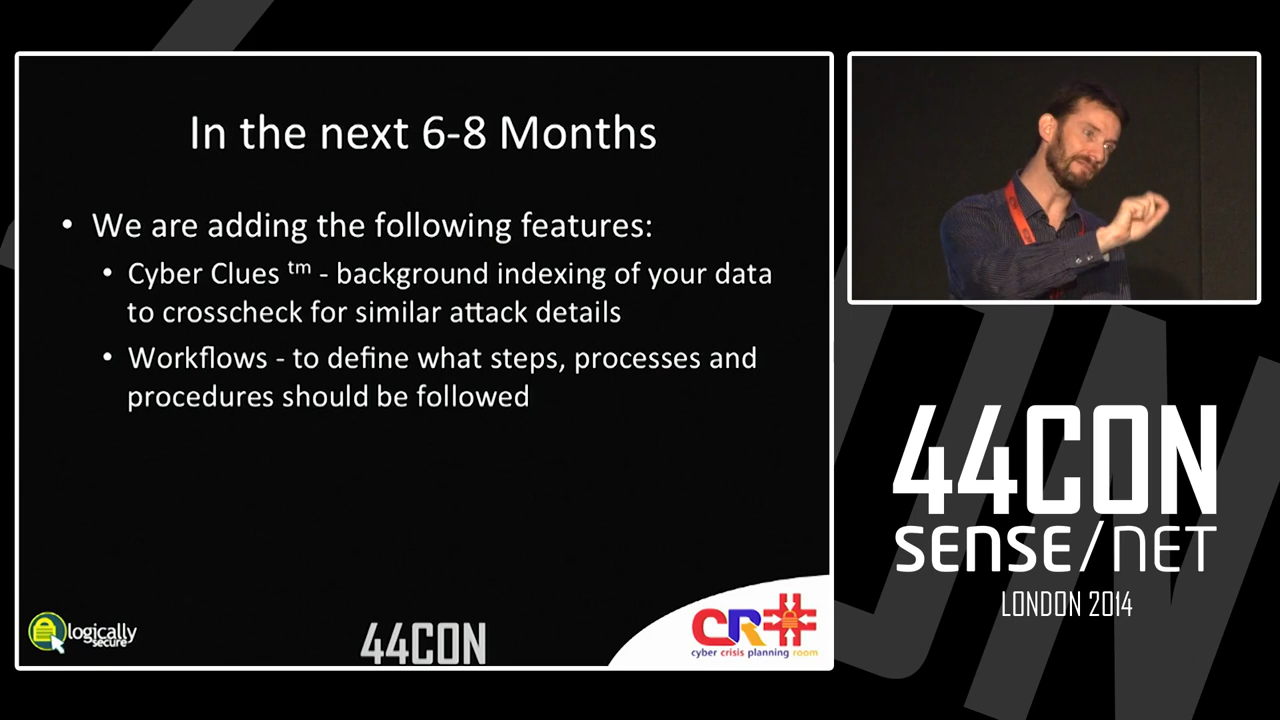 In the next 6-8 Months
• We are adding the following features:
• Cyber Clues ™ - background indexing of your data
to crosscheck for similar attack details
• Workflows - to define what steps, processes and
procedures should be followed
logically
secure
44CON
CR
cyber crisis planning room
44CON
SENSE/NET
LONDON 2014